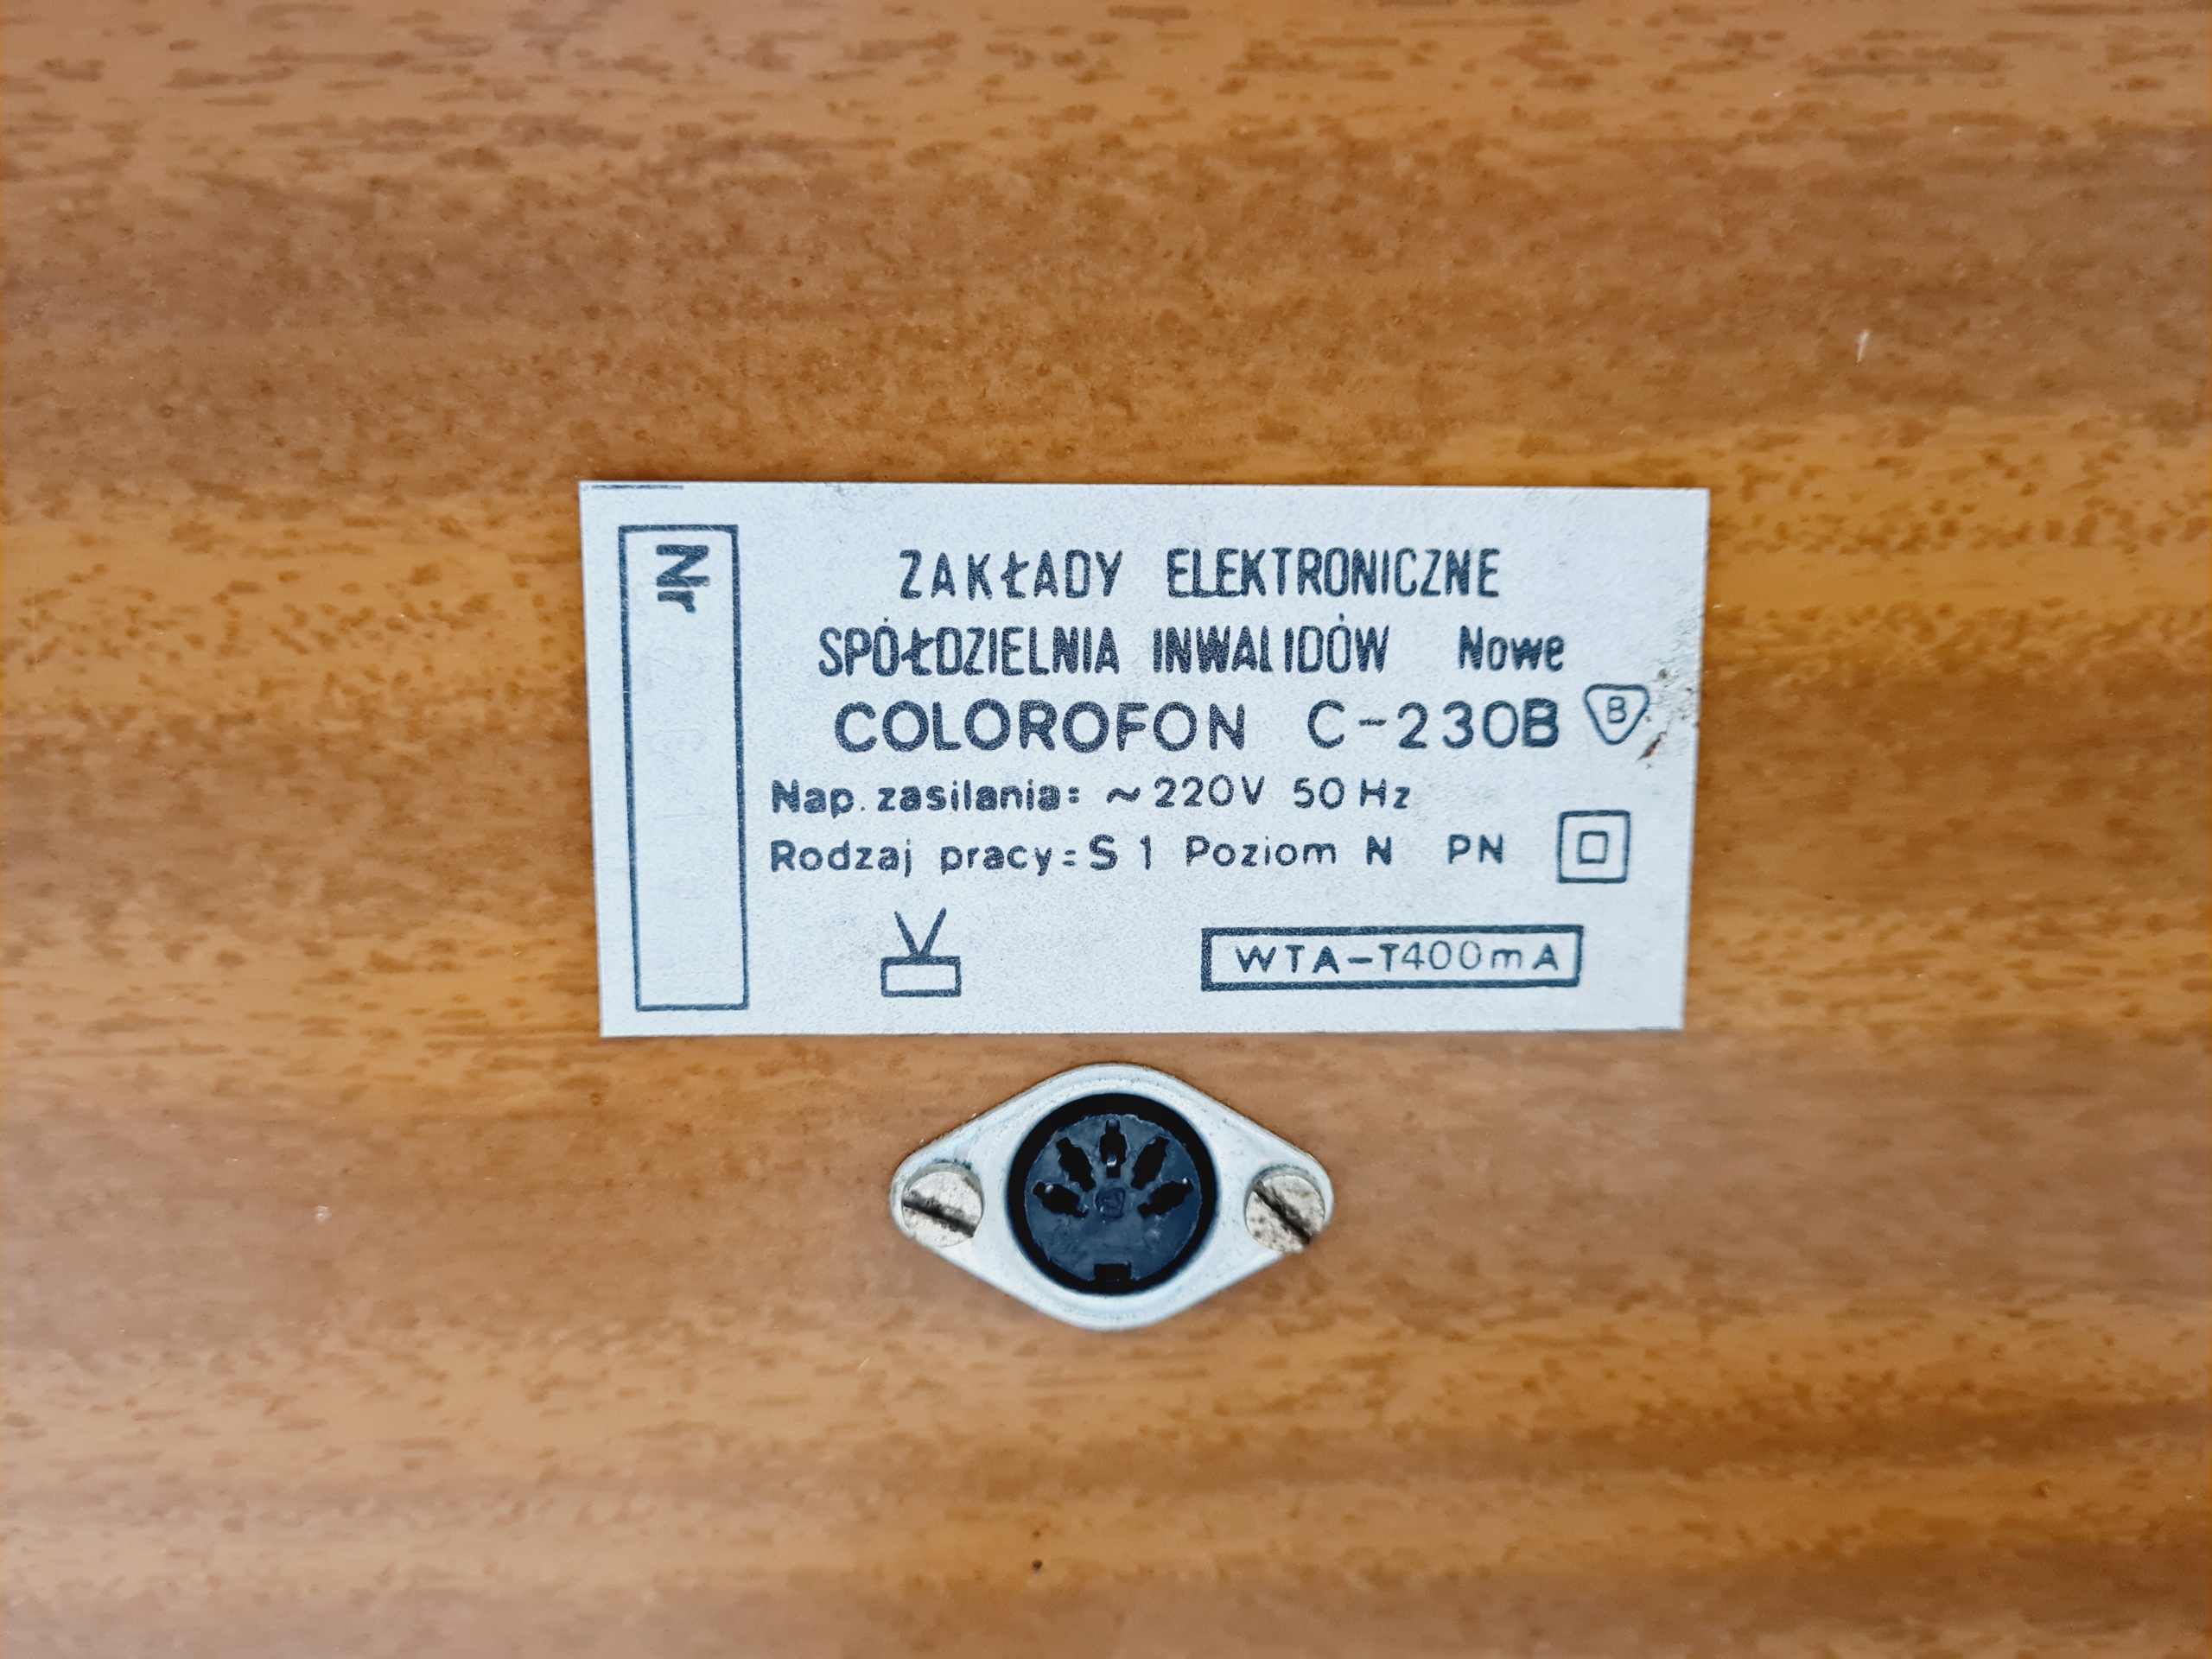 Nr
ZAKŁADY ELEKTRONICZNE
SPÓŁDZIELNIA INWALIDÓW Nowe
COLOROFON C-230B B
Nap. zasilania: ~220V 50Hz
Rodzaj pracy: S 1 Poziom N PN
WTA-T400mA